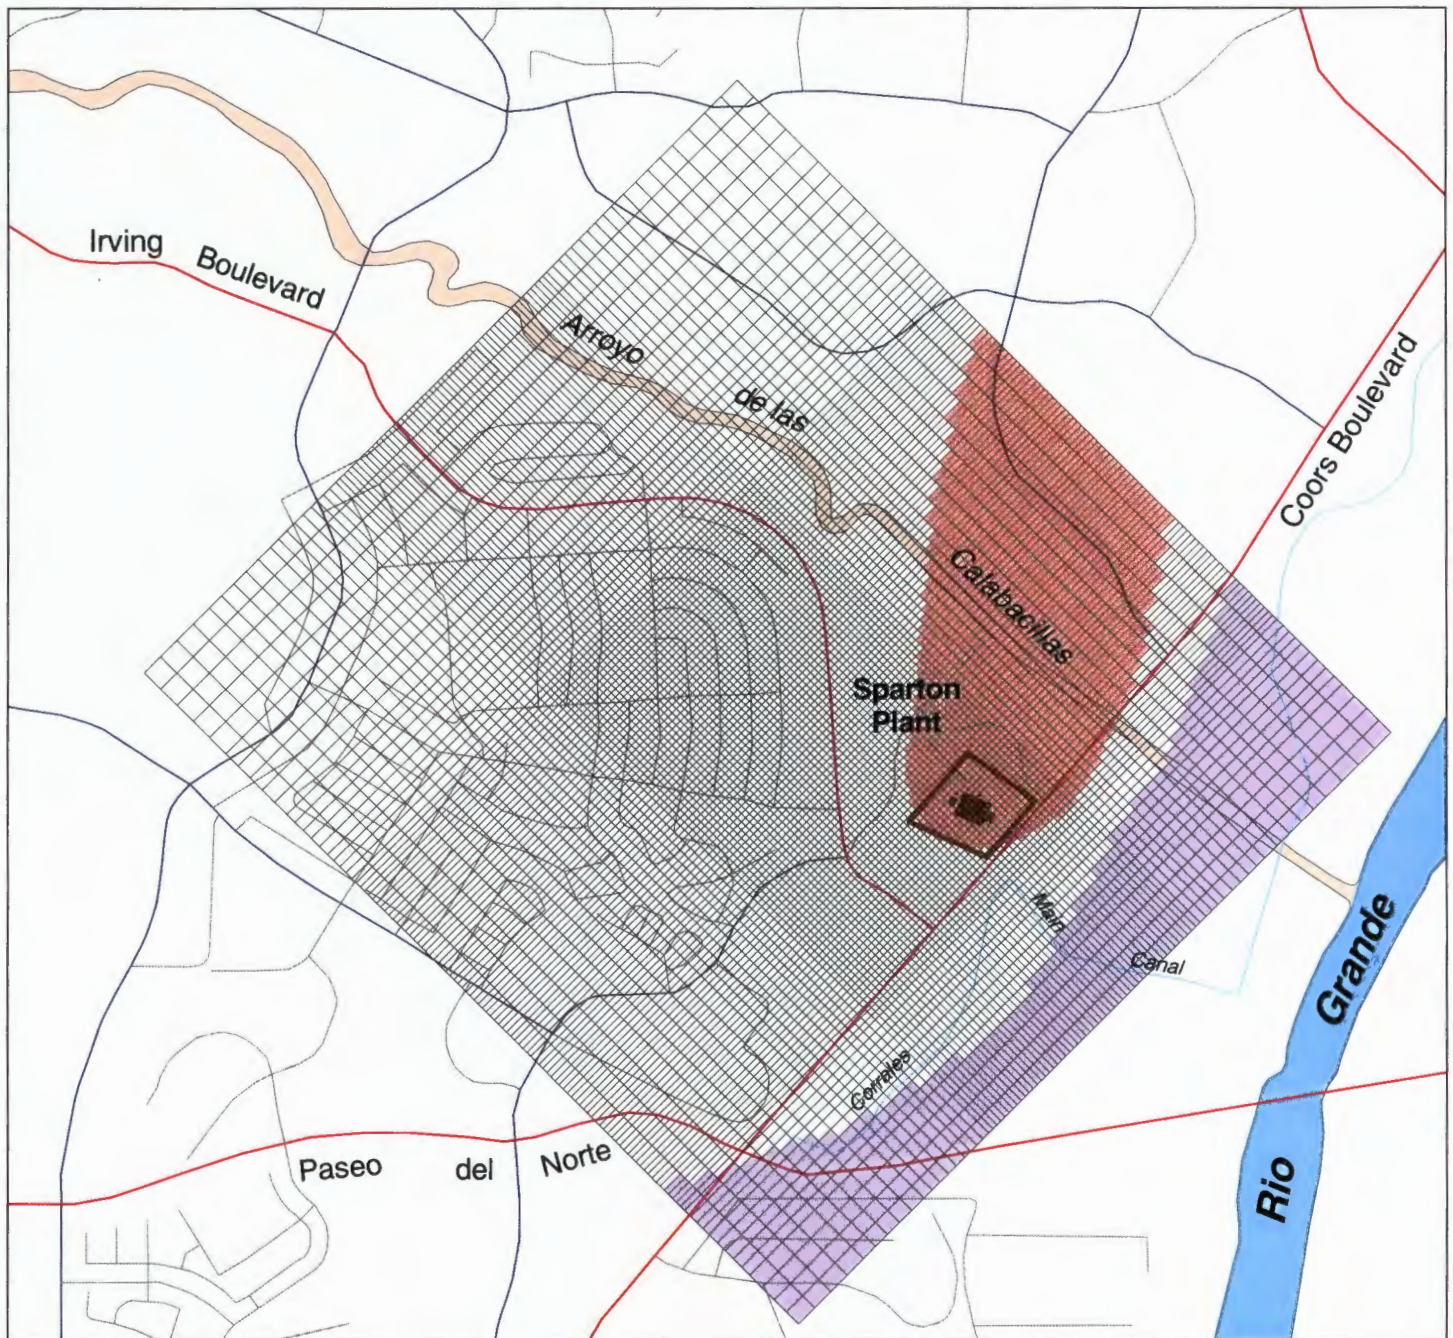 Irving Boulevard
Arroyo
de las
Calabacillas
Coors Boulevard
Sparton
Plant
Main
Canal
Corrales
Rio Grande
Paseo del Norte